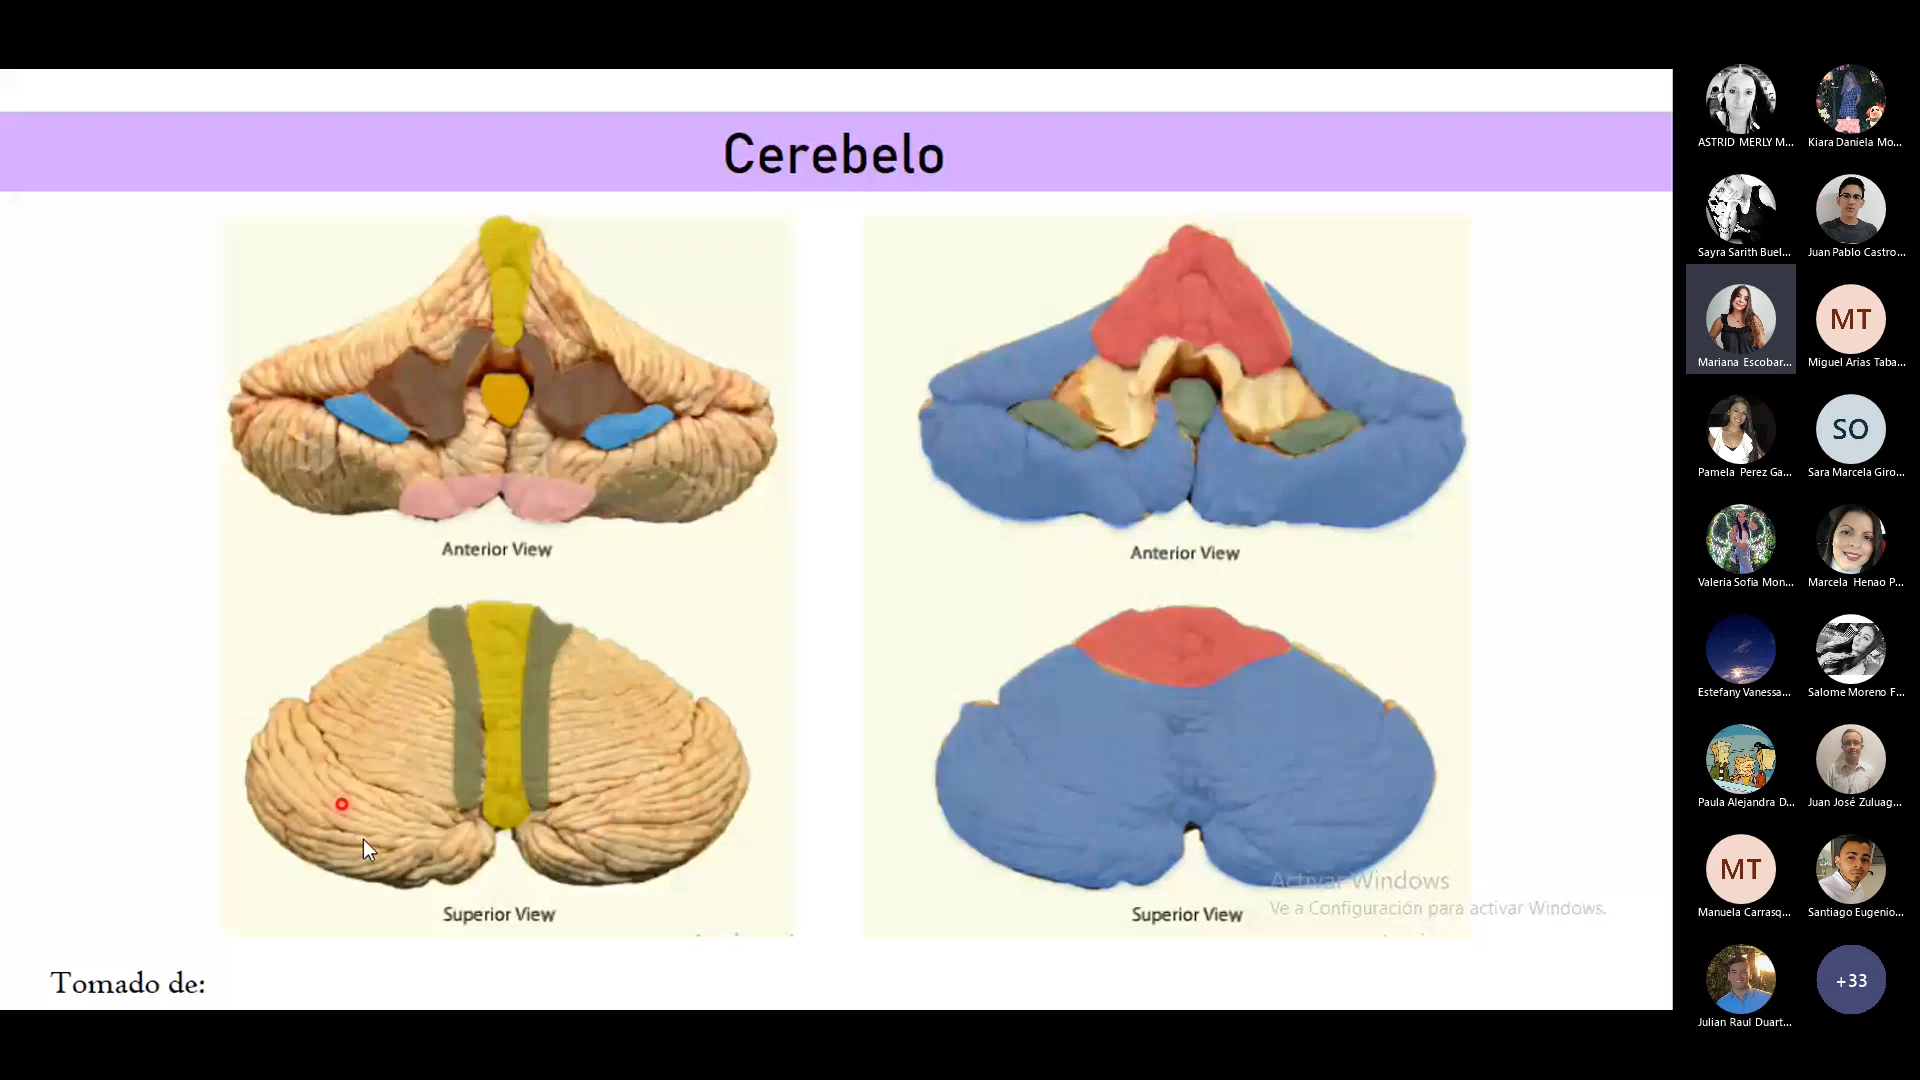 Cerebelo
Anterior View
Anterior View
Superior View
Superior View
Activar Windows
Ve a Configuración para activar Windows.
Tomado de:
ASTRID MERLY M...
Kiara Daniela Mo...
Sayra Sarith Buel...
Juan Pablo Castro...
Mariana Escobar...
MT
Miguel Arias Taba...
Pamela Perez Ga...
SO
Sara Marcela Giro...
Valeria Sofia Mon...
Marcela Henao P...
Estefany Vanessa...
Salome Moreno F...
Paula Alejandra D...
Juan José Zuluag...
MT
Manuela Carrasq...
Santiago Eugenio...
Julian Raul Duart...
+33